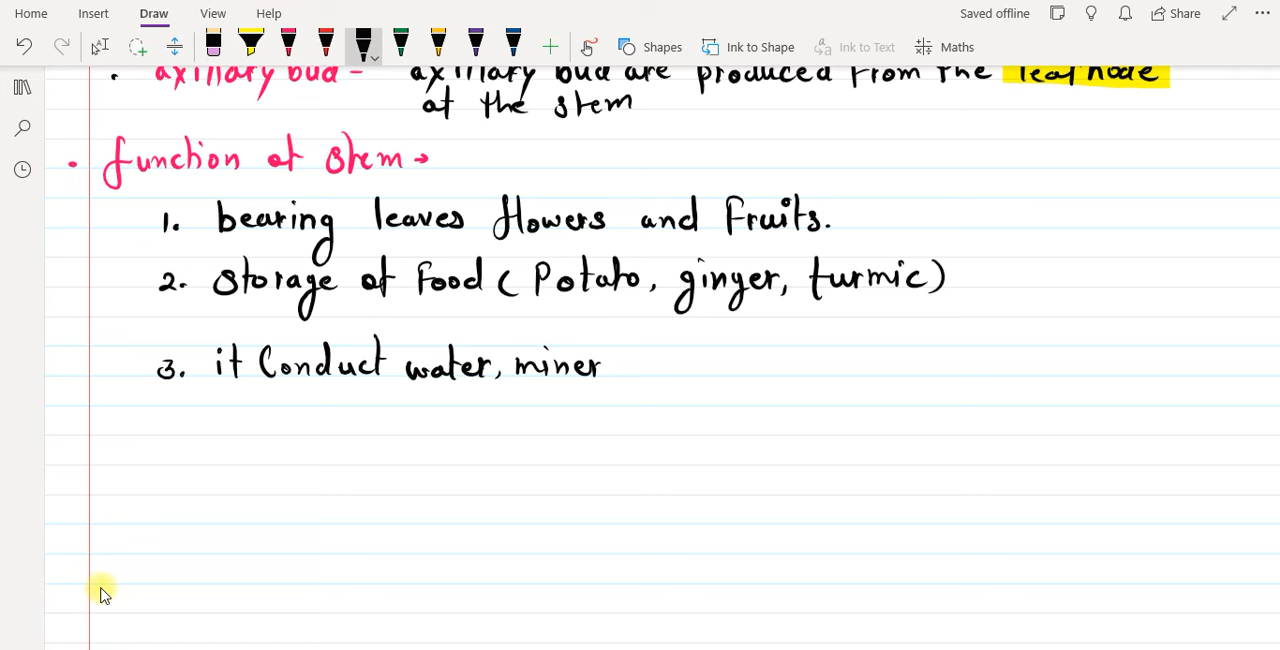 Home Insert Draw View Help Saved offline Share
Shapes Ink to Shape Ink to Text Maths
• axillary bud - axillary bud are produced from the leaf node
at the stem
• function of stem →
1. bearing leaves flowers and Fruits.
2. Storage of Food ( Potato, ginger, turmic)
3. it Conduct water, miner